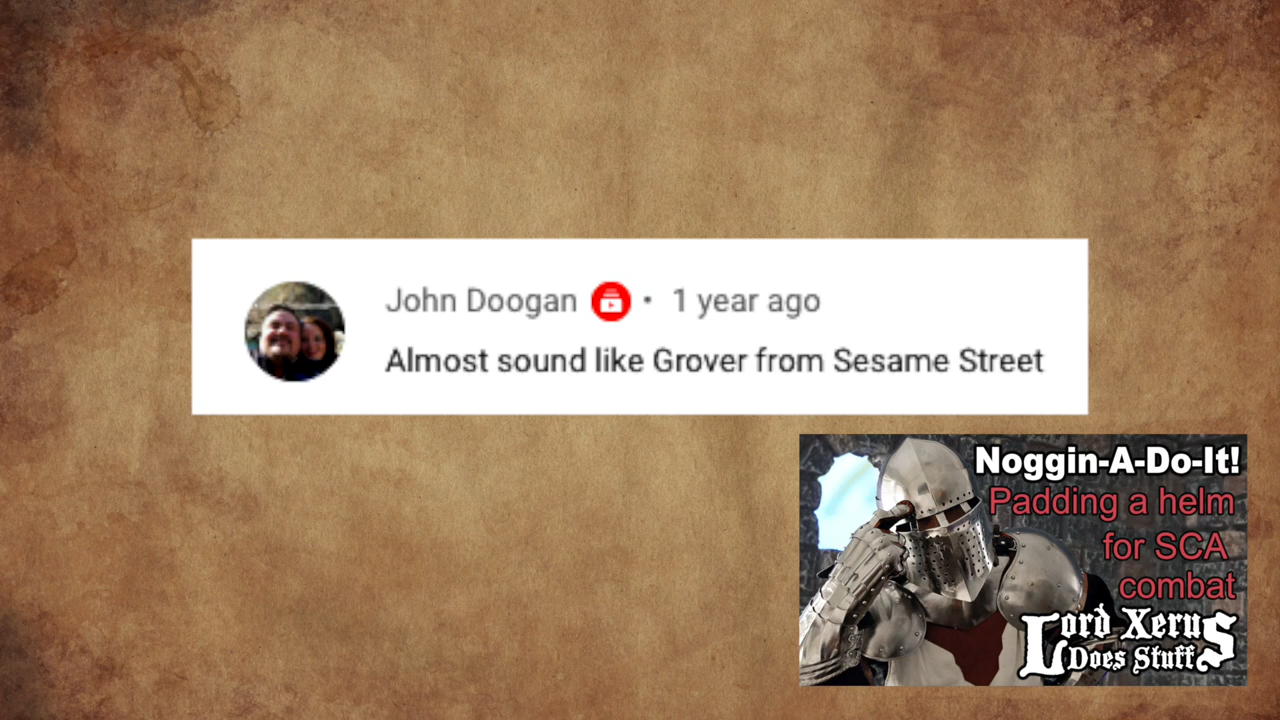 John Doogan • 1 year ago
Almost sound like Grover from Sesame Street
Noggin-A-Do-It!
Padding a helm
for SCA
combat
Lord Xerus
Does Stuff